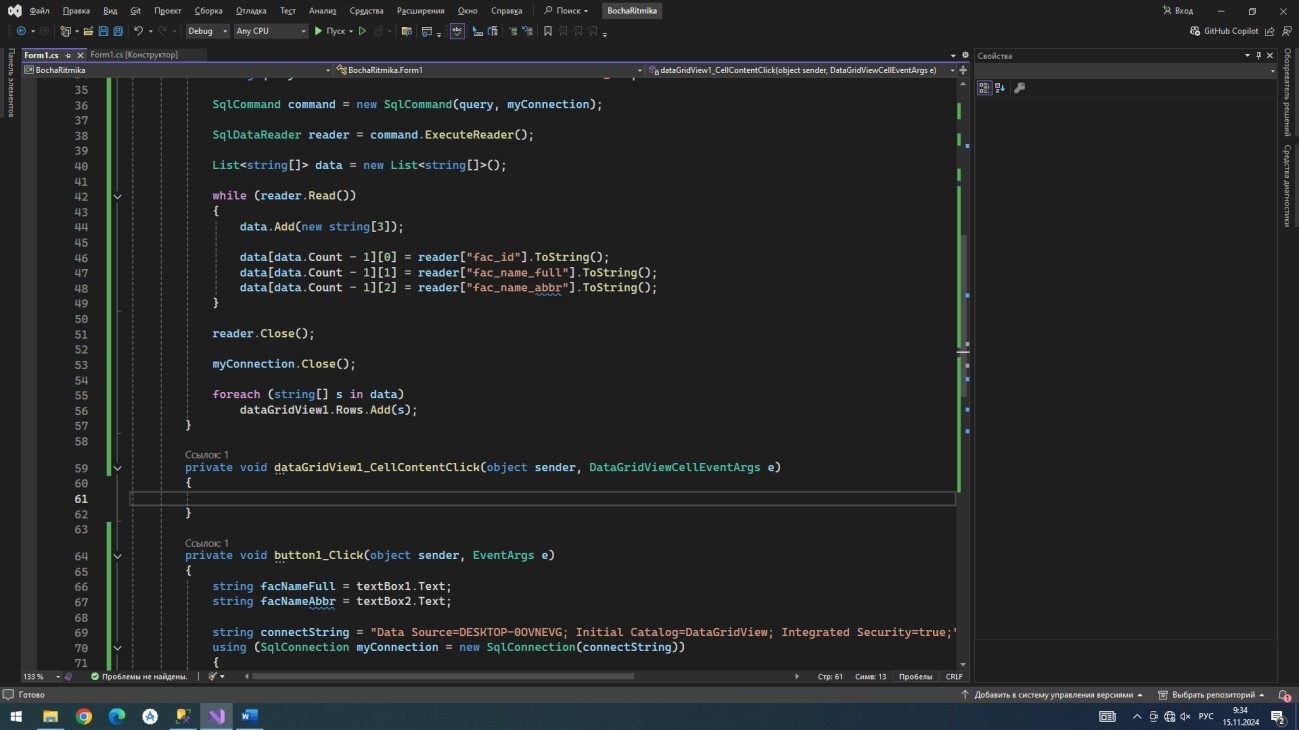 Файл Правка Вид Git Проект Сборка Отладка Тест Анализ Средства Расширения Окно Справка Поиск BochaRitmika Вход
Debug Any CPU Пуск GitHub Copilot
Form1.cs Form1.cs [Конструктор] Свойства
BochaRitmika BochaRitmika.Form1 dataGridView1_CellContentClick(object sender, DataGridViewCellEventArgs e)
Панель элементов
Обозреватель решений
Средства диагностики
35
36 SqlCommand command = new SqlCommand(query, myConnection);
37
38 SqlDataReader reader = command.ExecuteReader();
39
40 List<string[]> data = new List<string[]>();
41
42 while (reader.Read())
43 {
44 data.Add(new string[3]);
45
46 data[data.Count - 1][0] = reader["fac_id"].ToString();
47 data[data.Count - 1][1] = reader["fac_name_full"].ToString();
48 data[data.Count - 1][2] = reader["fac_name_abbr"].ToString();
49 }
50
51 reader.Close();
52
53 myConnection.Close();
54
55 foreach (string[] s in data)
56 dataGridView1.Rows.Add(s);
57 }
58
Ссылок: 1
59 private void dataGridView1_CellContentClick(object sender, DataGridViewCellEventArgs e)
60 {
61
62 }
63
Ссылок: 1
64 private void button1_Click(object sender, EventArgs e)
65 {
66 string facNameFull = textBox1.Text;
67 string facNameAbbr = textBox2.Text;
68
69 string connectString = "Data Source=DESKTOP-0OVNEVG; Initial Catalog=DataGridView; Integrated Security=true;"
70 using (SqlConnection myConnection = new SqlConnection(connectString))
71 {
133 % Проблемы не найдены. Стр: 61 Симв: 13 Пробелы CRLF
Готово Добавить в систему управления версиями Выбрать репозиторий 1
РУС 9:34
15.11.2024 2